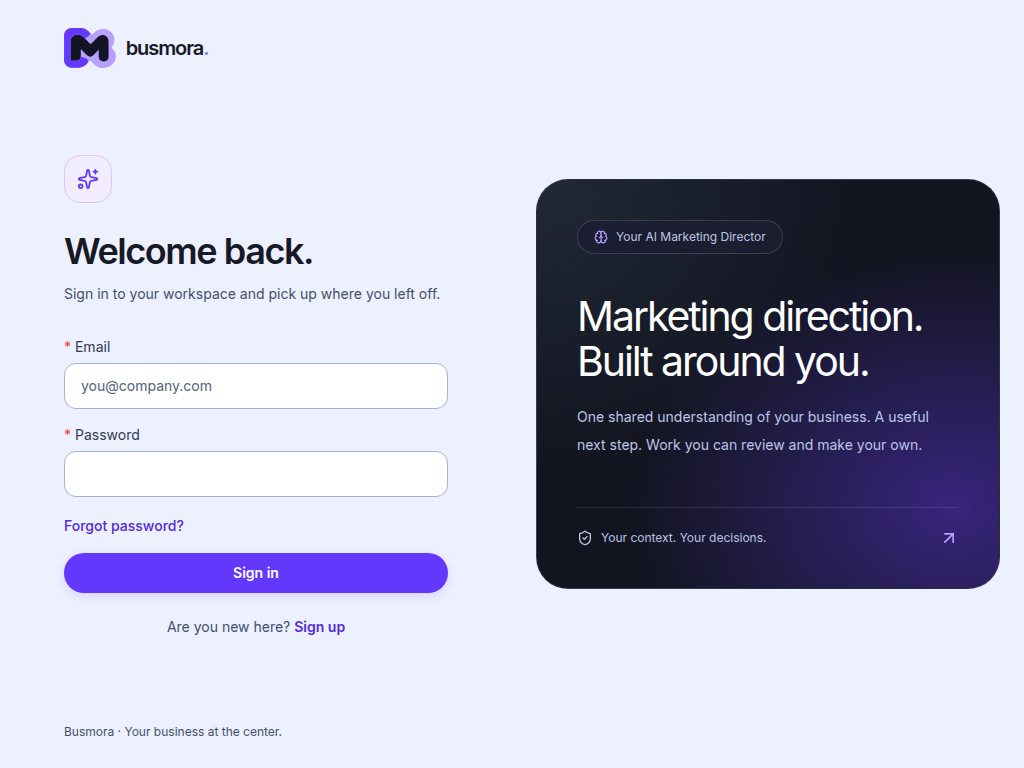 busmora.
Welcome back.
Sign in to your workspace and pick up where you left off.
* Email
you@company.com
* Password
Forgot password?
Sign in
Are you new here? Sign up
Busmora · Your business at the center.
Your AI Marketing Director
Marketing direction.
Built around you.
One shared understanding of your business. A useful
next step. Work you can review and make your own.
Your context. Your decisions.